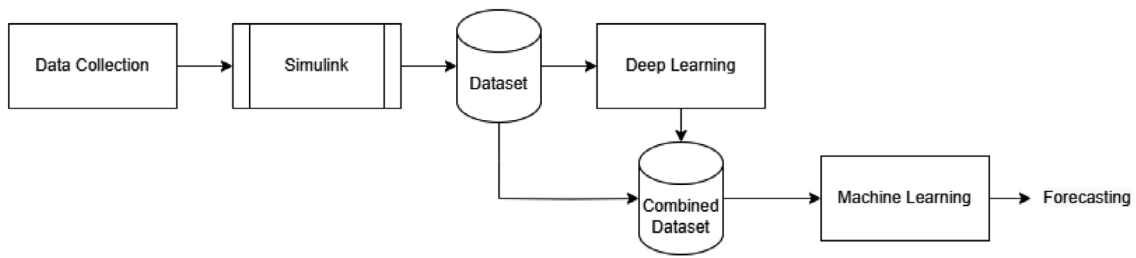 Data Collection
Simulink
Dataset
Deep Learning
Combined
Dataset
Machine Learning
Forecasting